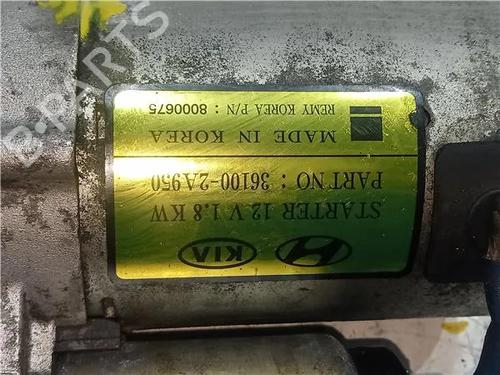 KIA
STARTER 12 V 1.8 KW
PART NO : 36100-2A950
MADE IN KOREA
REMY KOREA P/N : 8000675
B-PARTS